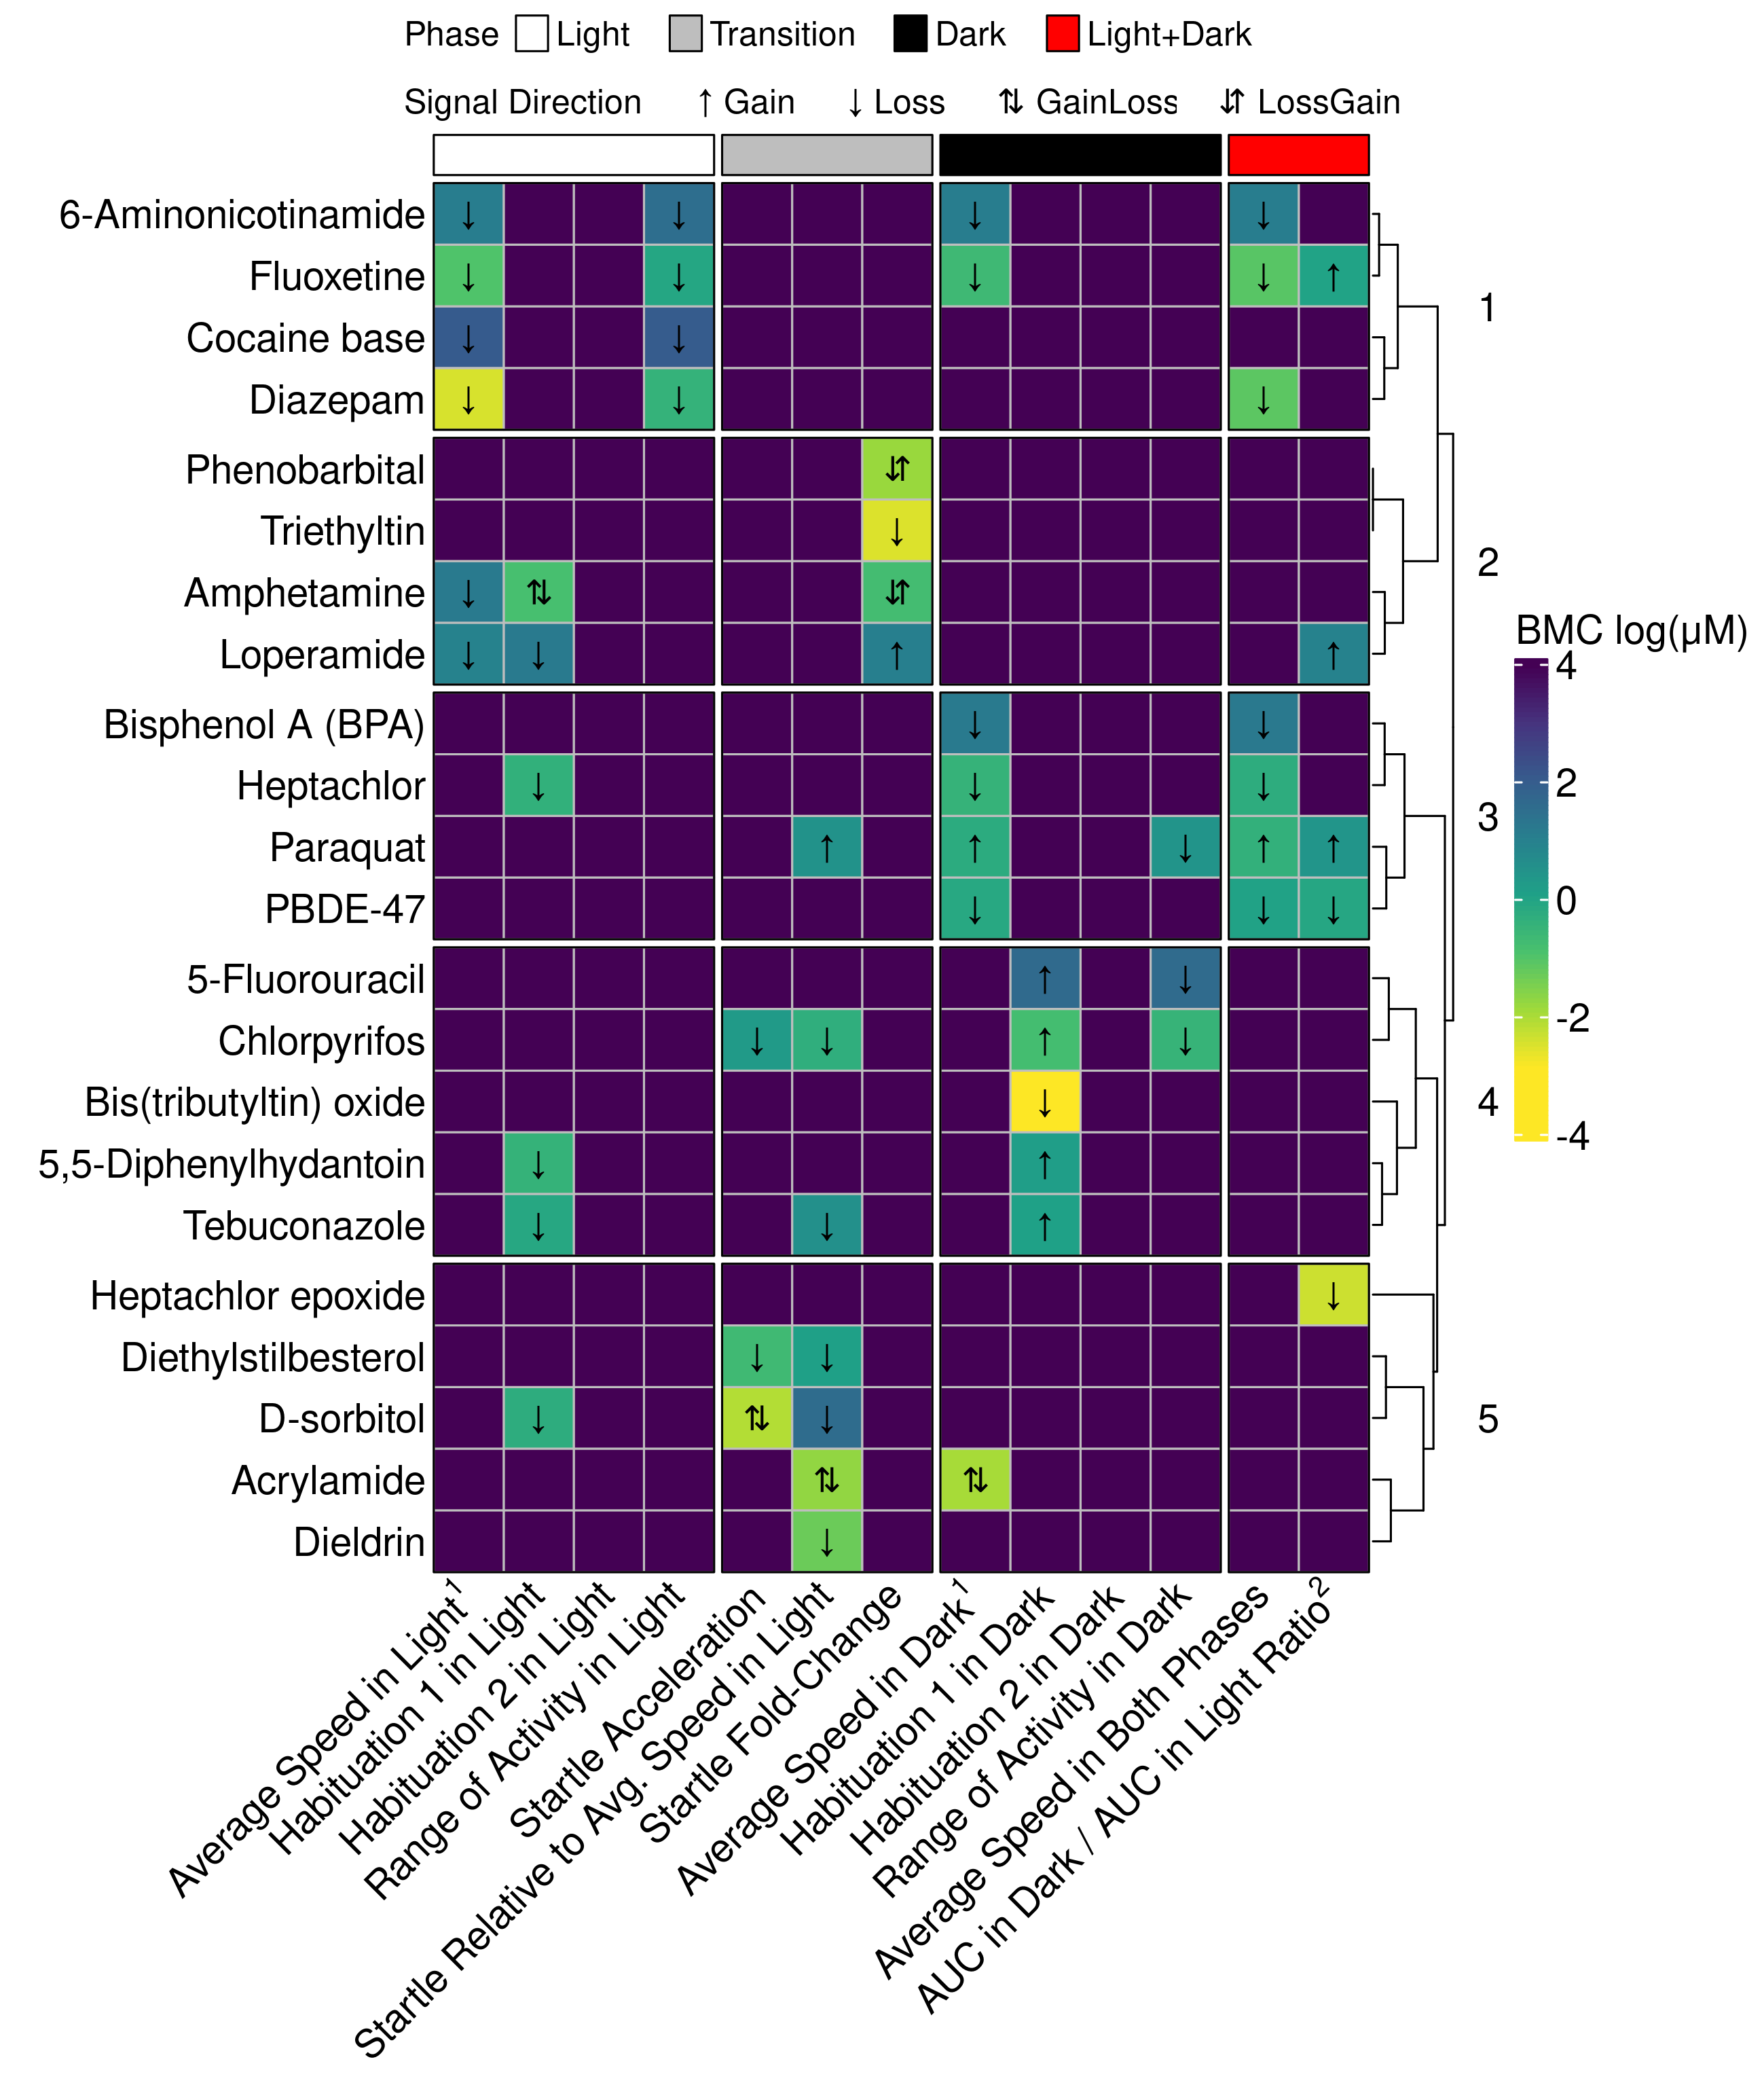 Phase Light Transition Dark Light+Dark
Signal Direction ↑ Gain ↓ Loss ⇅ GainLoss ⇵ LossGain
6-Aminonicotinamide ↓ ↓ ↓ ↓
Fluoxetine ↓ ↓ ↓ ↓ ↑
1
Cocaine base ↓ ↓
Diazepam ↓ ↓ ↓
Phenobarbital ⇵
Triethyltin ↓
2
Amphetamine ↓ ⇅ ⇵
Loperamide ↓ ↓ ↑ ↑
Bisphenol A (BPA) ↓ ↓
Heptachlor ↓ ↓ ↓
3
Paraquat ↑ ↑ ↓ ↑ ↑
PBDE-47 ↓ ↓ ↓
5-Fluorouracil ↑ ↓
Chlorpyrifos ↓ ↓ ↑ ↓
Bis(tributyltin) oxide ↓
4
5,5-Diphenylhydantoin ↓ ↑
Tebuconazole ↓ ↓ ↑
Heptachlor epoxide ↓
Diethylstilbesterol ↓ ↓
D-sorbitol ↓ ⇅ ↓
5
Acrylamide ⇅ ⇅
Dieldrin ↓
BMC log(μM)
4
2
0
-2
-4
Average Speed in Light¹
Habituation 1 in Light
Habituation 2 in Light
Range of Activity in Light
Startle Acceleration
Startle Relative to Avg. Speed in Light
Startle Fold-Change
Average Speed in Dark¹
Habituation 1 in Dark
Habituation 2 in Dark
Range of Activity in Dark
Average Speed in Both Phases
AUC in Dark / AUC in Light Ratio²